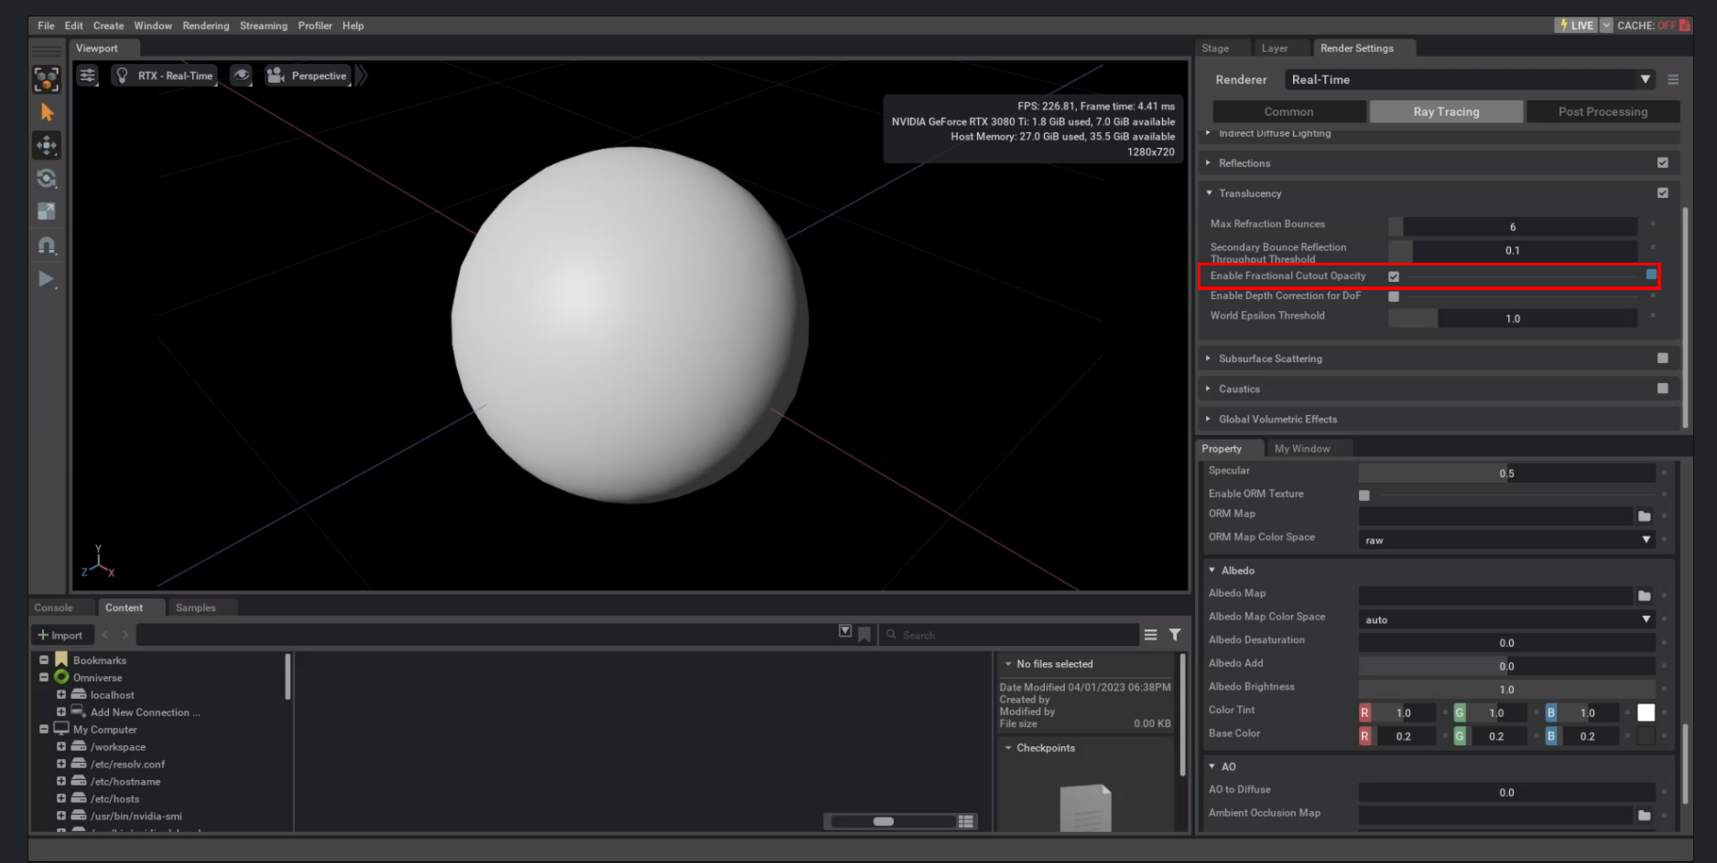 File Edit Create Window Rendering Streaming Profiler Help
LIVE CACHE: OFF
Viewport
RTX - Real-Time
Perspective
FPS: 226.81, Frame time: 4.41 ms
NVIDIA GeForce RTX 3080 Ti: 1.8 GiB used, 7.0 GiB available
Host Memory: 27.0 GiB used, 35.5 GiB available
1280x720
Y
Z X
Stage Layer Render Settings
Renderer Real-Time
Common Ray Tracing Post Processing
Indirect Diffuse Lighting
Reflections
Translucency
Max Refraction Bounces 6
Secondary Bounce Reflection 0.1
Throughput Threshold
Enable Fractional Cutout Opacity
Enable Depth Correction for DoF
World Epsilon Threshold 1.0
Subsurface Scattering
Caustics
Global Volumetric Effects
Property My Window
Specular 0.5
Enable ORM Texture
ORM Map
ORM Map Color Space raw
Albedo
Albedo Map
Albedo Map Color Space auto
Albedo Desaturation 0.0
Albedo Add 0.0
Albedo Brightness 1.0
Color Tint R 1.0 G 1.0 B 1.0
Base Color R 0.2 G 0.2 B 0.2
AO
AO to Diffuse 0.0
Ambient Occlusion Map
Console Content Samples
+ Import Search
Bookmarks
Omniverse
localhost
Add New Connection ...
My Computer
/workspace
/etc/resolv.conf
/etc/hostname
/etc/hosts
/usr/bin/nvidia-smi
No files selected
Date Modified 04/01/2023 06:38PM
Created by
Modified by
File size 0.00 KB
Checkpoints